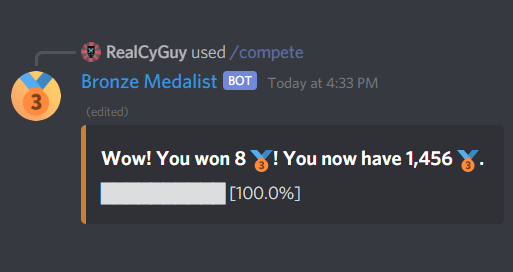 RealCyGuy used /compete
Bronze Medalist BOT Today at 4:33 PM
(edited)
Wow! You won 8 🥉! You now have 1,456 🥉.
██████████ [100.0%]